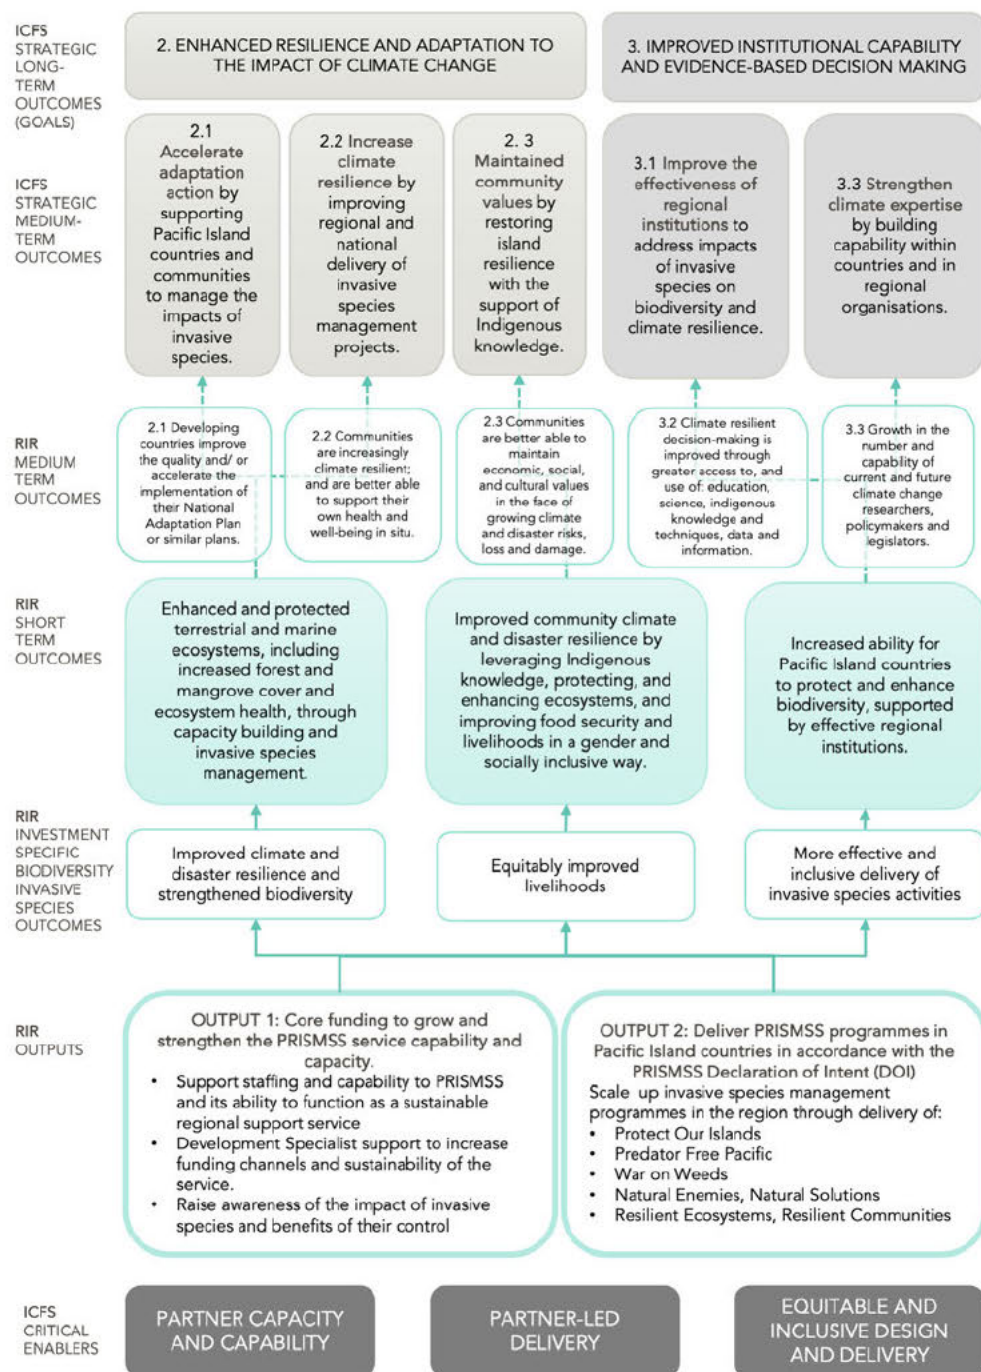 ICFS
STRATEGIC
LONG-
TERM
OUTCOMES
(GOALS)
2. ENHANCED RESILIENCE AND ADAPTATION TO
THE IMPACT OF CLIMATE CHANGE
3. IMPROVED INSTITUTIONAL CAPABILITY
AND EVIDENCE-BASED DECISION MAKING
ICFS
STRATEGIC
MEDIUM-
TERM
OUTCOMES
2.1
Accelerate
adaptation
action by
supporting
Pacific Island
countries and
communities
to manage the
impacts of
invasive
species.
2.2 Increase
climate
resilience by
improving
regional and
national
delivery of
invasive
species
management
projects.
2. 3
Maintained
community
values by
restoring
island
resilience
with the
support of
Indigenous
knowledge.
3.1 Improve the
effectiveness of
regional
institutions to
address impacts
of invasive
species on
biodiversity and
climate resilience.
3.3 Strengthen
climate expertise
by building
capability within
countries and in
regional
organisations.
RIR
MEDIUM
TERM
OUTCOMES
2.1 Developing
countries improve
the quality and/ or
accelerate the
implementation of
their National
Adaptation Plan
or similar plans.
2.2 Communities
are increasingly
climate resilient;
and are better able
to support their
own health and
well-being in situ.
2.3 Communities
are better able to
maintain
economic, social,
and cultural values
in the face of
growing climate
and disaster risks,
loss and damage.
3.2 Climate resilient
decision-making is
improved through
greater access to, and
use of: education,
science, indigenous
knowledge and
techniques, data and
information.
3.3 Growth in the
number and
capability of
current and future
climate change
researchers,
policymakers and
legislators.
RIR
SHORT
TERM
OUTCOMES
Enhanced and protected
terrestrial and marine
ecosystems, including
increased forest and
mangrove cover and
ecosystem health, through
capacity building and
invasive species
management.
Improved community climate
and disaster resilience by
leveraging Indigenous
knowledge, protecting, and
enhancing ecosystems, and
improving food security and
livelihoods in a gender and
socially inclusive way.
Increased ability for
Pacific Island countries
to protect and enhance
biodiversity, supported
by effective regional
institutions.
RIR
INVESTMENT
SPECIFIC
BIODIVERSITY
INVASIVE
SPECIES
OUTCOMES
Improved climate and
disaster resilience and
strengthened biodiversity
Equitably improved
livelihoods
More effective and
inclusive delivery of
invasive species activities
RIR
OUTPUTS
OUTPUT 1: Core funding to grow and
strengthen the PRISMSS service capability and
capacity.
• Support staffing and capability to PRISMSS
and its ability to function as a sustainable
regional support service
• Development Specialist support to increase
funding channels and sustainability of the
service.
• Raise awareness of the impact of invasive
species and benefits of their control
OUTPUT 2: Deliver PRISMSS programmes in
Pacific Island countries in accordance with the
PRISMSS Declaration of Intent (DOI)
Scale up invasive species management
programmes in the region through delivery of:
• Protect Our Islands
• Predator Free Pacific
• War on Weeds
• Natural Enemies, Natural Solutions
• Resilient Ecosystems, Resilient Communities
ICFS
CRITICAL
ENABLERS
PARTNER CAPACITY
AND CAPABILITY
PARTNER-LED
DELIVERY
EQUITABLE AND
INCLUSIVE DESIGN
AND DELIVERY